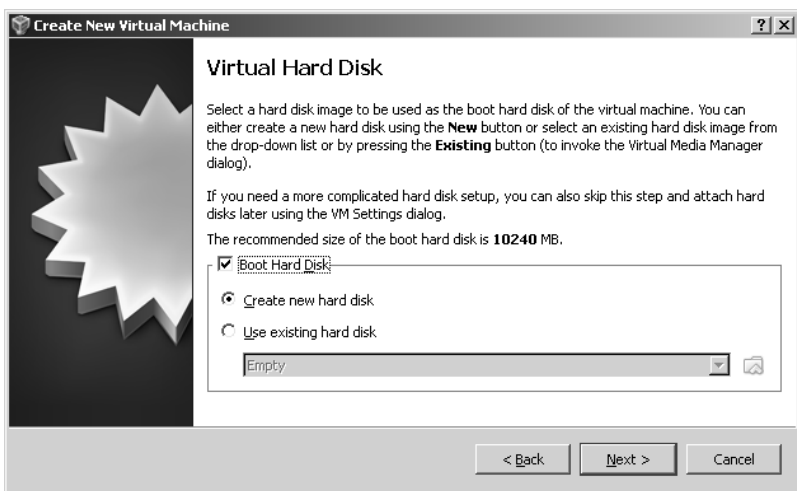 Create New Virtual Machine
Virtual Hard Disk
Select a hard disk image to be used as the boot hard disk of the virtual machine. You can
either create a new hard disk using the New button or select an existing hard disk image from
the drop-down list or by pressing the Existing button (to invoke the Virtual Media Manager
dialog).
If you need a more complicated hard disk setup, you can also skip this step and attach hard
disks later using the VM Settings dialog.
The recommended size of the boot hard disk is 10240 MB.
Boot Hard Disk
Create new hard disk
Use existing hard disk
Empty
< Back Next > Cancel